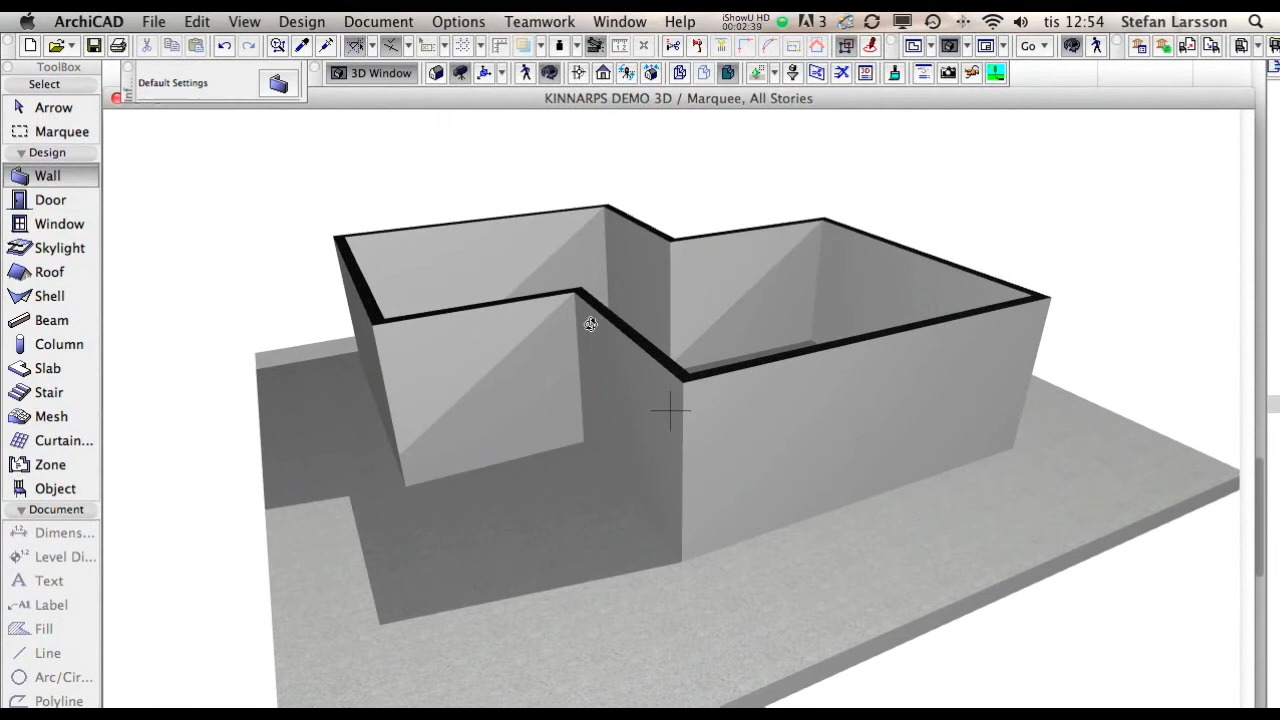 ArchiCAD File Edit View Design Document Options Teamwork Window Help iShowU HD 00:02:39 3 tis 12:54 Stefan Larsson
Go
ToolBox
Select
Default Settings
3D Window
KINNARPS DEMO 3D / Marquee, All Stories
Arrow
Marquee
Design
Wall
Door
Window
Skylight
Roof
Shell
Beam
Column
Slab
Stair
Mesh
Curtain...
Zone
Object
Document
Dimens...
Level Di...
Text
Label
Fill
Line
Arc/Cir...
Polyline